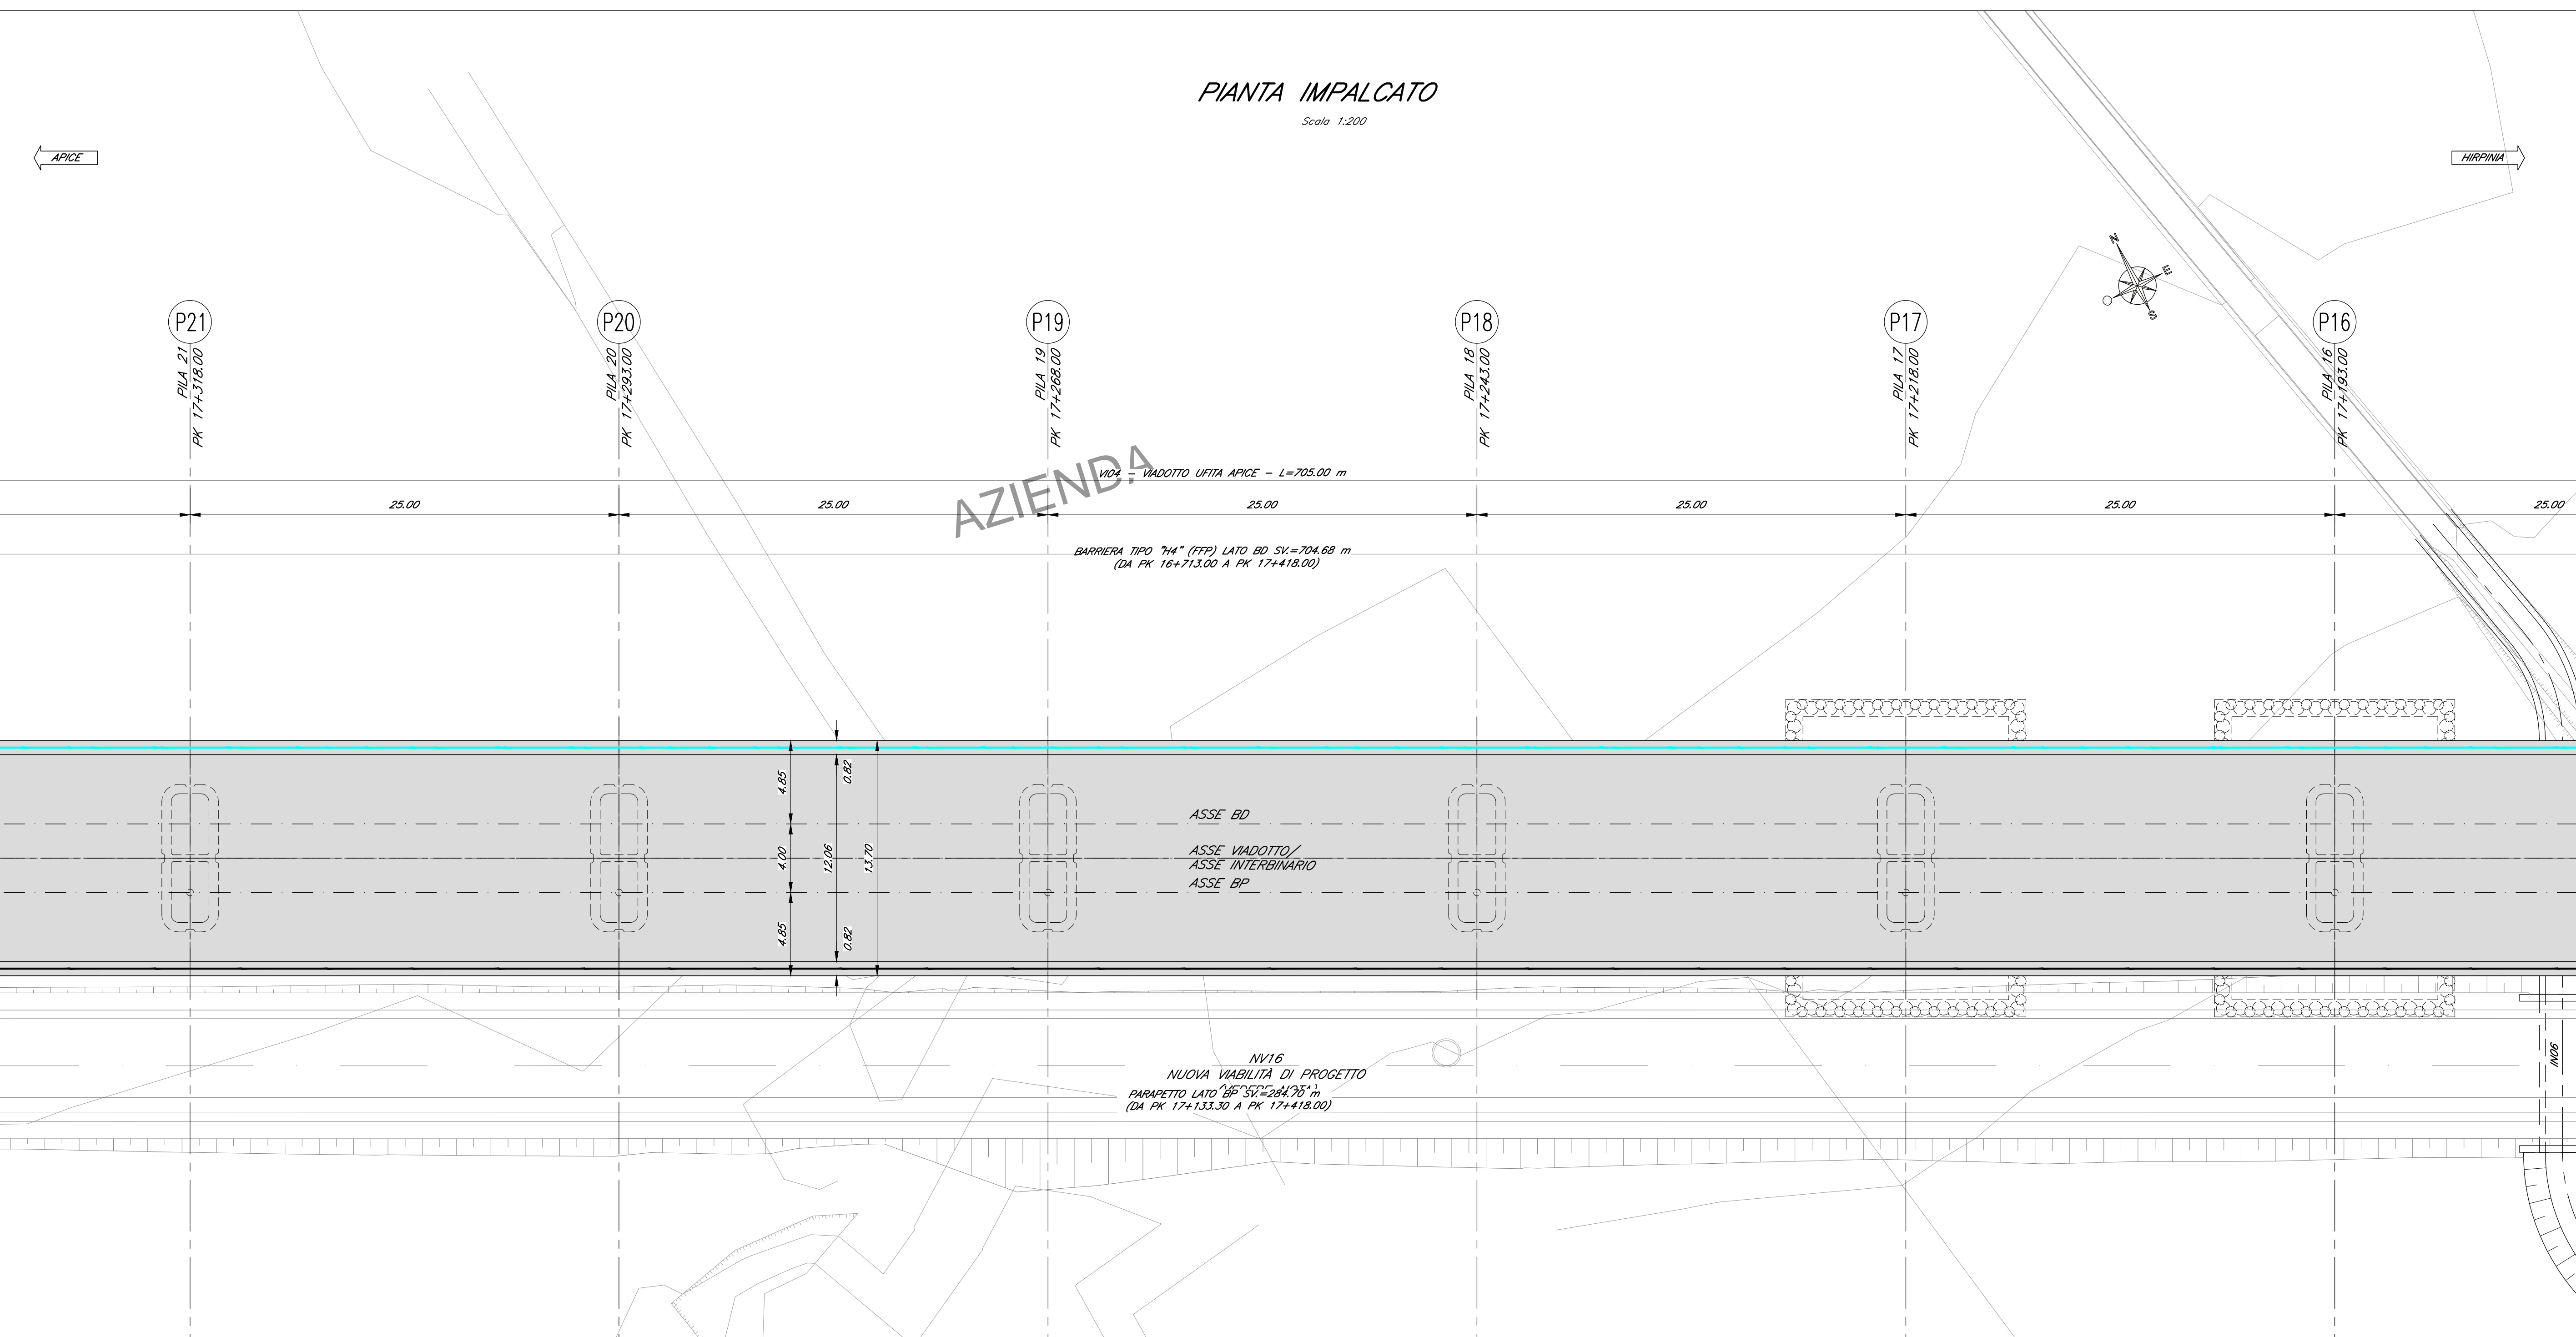 PIANTA IMPALCATO
Scala 1:200
APICE
HIRPINIA
N
E
S
O
P21
P20
P19
P18
P17
P16
PILA 21
PK 17+318.00
PILA 20
PK 17+293.00
PILA 19
PK 17+268.00
PILA 18
PK 17+243.00
PILA 17
PK 17+218.00
PILA 16
PK 17+193.00
AZIENDA
VI04 - VIADOTTO UFITA APICE - L=705.00 m
25.00
25.00
25.00
25.00
25.00
25.00
BARRIERA TIPO "H4" (FFP) LATO BD SV.=704.68 m
(DA PK 16+713.00 A PK 17+418.00)
4.85
0.82
4.00
12.06
13.70
4.85
0.82
ASSE BD
ASSE VIADOTTO/
ASSE INTERBINARIO
ASSE BP
NV16
NUOVA VIABILITÀ DI PROGETTO
(VEDERE NOTA)
PARAPETTO LATO BP SV.=284.70 m
(DA PK 17+133.30 A PK 17+418.00)
IN06